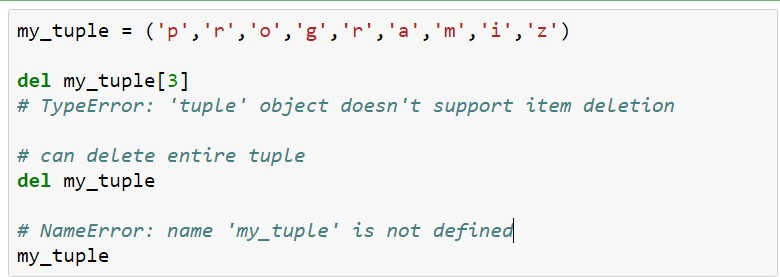 my_tuple = ('p','r','o','g','r','a','m','i','z')
del my_tuple[3]
# TypeError: 'tuple' object doesn't support item deletion
# can delete entire tuple
del my_tuple
# NameError: name 'my_tuple' is not defined
my_tuple